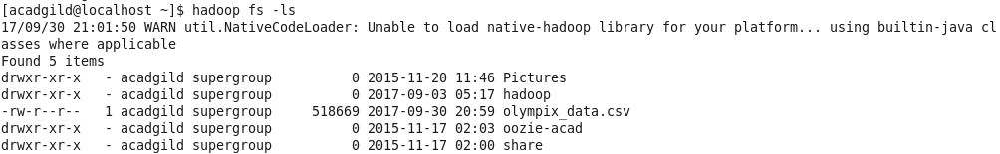 [acadgild@localhost ~]$ hadoop fs -ls
17/09/30 21:01:50 WARN util.NativeCodeLoader: Unable to load native-hadoop library for your platform... using builtin-java cl
asses where applicable
Found 5 items
drwxr-xr-x   - acadgild supergroup          0 2015-11-20 11:46 Pictures
drwxr-xr-x   - acadgild supergroup          0 2017-09-03 05:17 hadoop
-rw-r--r--   1 acadgild supergroup     518669 2017-09-30 20:59 olympix_data.csv
drwxr-xr-x   - acadgild supergroup          0 2015-11-17 02:03 oozie-acad
drwxr-xr-x   - acadgild supergroup          0 2015-11-17 02:00 share